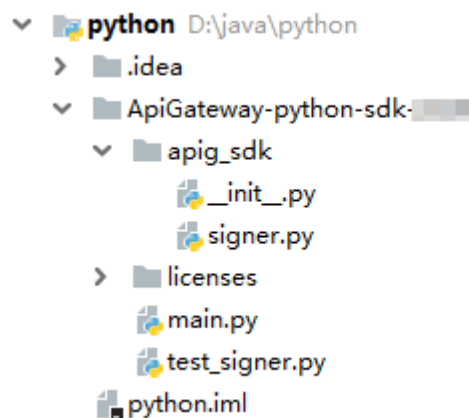 python D:\java\python
.idea
ApiGateway-python-sdk-
apig_sdk
__init__.py
signer.py
licenses
main.py
test_signer.py
python.iml